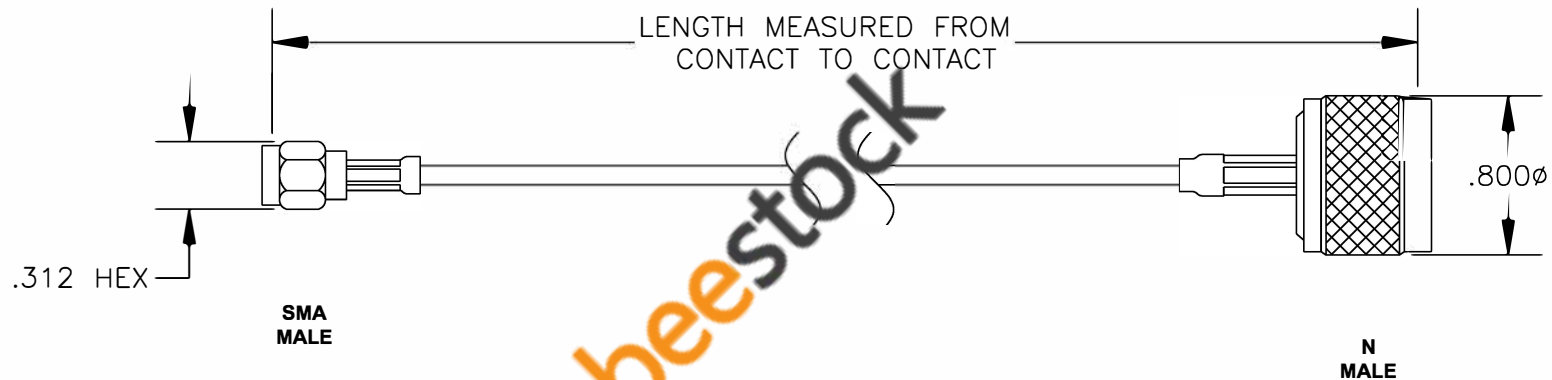 LENGTH MEASURED FROM
CONTACT TO CONTACT
.800ø
.312 HEX
SMA
MALE
N
MALE
beestock